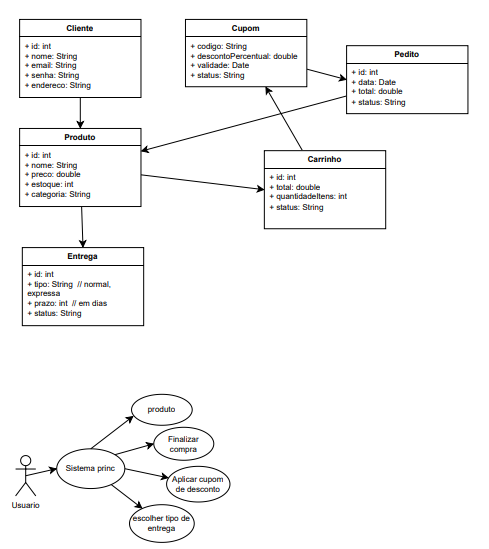 Cliente
+ id: int
+ nome: String
+ email: String
+ senha: String
+ endereco: String
Cupom
+ codigo: String
+ descontoPercentual: double
+ validade: Date
+ status: String
Pedito
+ id: int
+ data: Date
+ total: double
+ status: String
Produto
+ id: int
+ nome: String
+ preco: double
+ estoque: int
+ categoria: String
Carrinho
+ id: int
+ total: double
+ quantidadeItens: int
+ status: String
Entrega
+ id: int
+ tipo: String // normal,
expressa
+ prazo: int // em dias
+ status: String
produto
Finalizar
compra
Sistema princ
Aplicar cupom
de desconto
Usuario
escolher tipo de
entrega